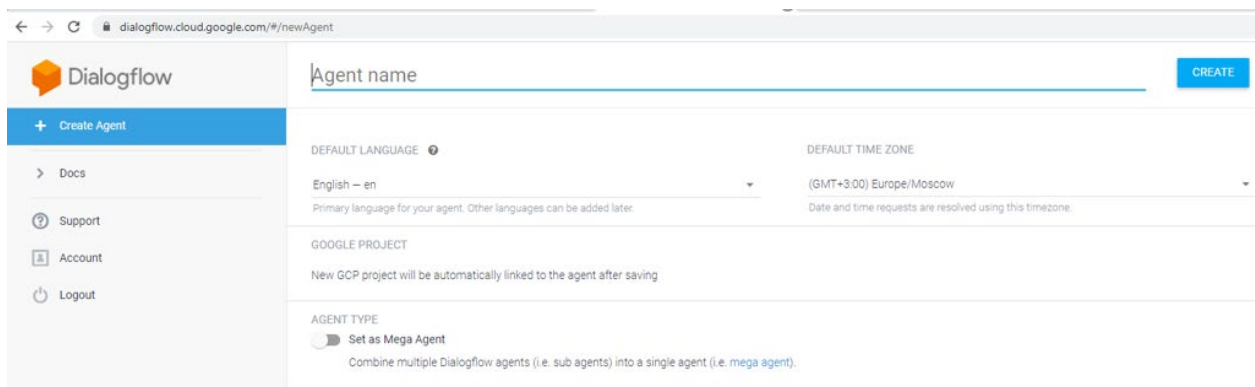 dialogflow.cloud.google.com/#/newAgent
Dialogflow
Agent name
CREATE
+ Create Agent
DEFAULT LANGUAGE
DEFAULT TIME ZONE
> Docs
English — en
(GMT+3:00) Europe/Moscow
Primary language for your agent. Other languages can be added later.
Date and time requests are resolved using this timezone.
Support
GOOGLE PROJECT
Account
New GCP project will be automatically linked to the agent after saving
Logout
AGENT TYPE
Set as Mega Agent
Combine multiple Dialogflow agents (i.e. sub agents) into a single agent (i.e. mega agent).